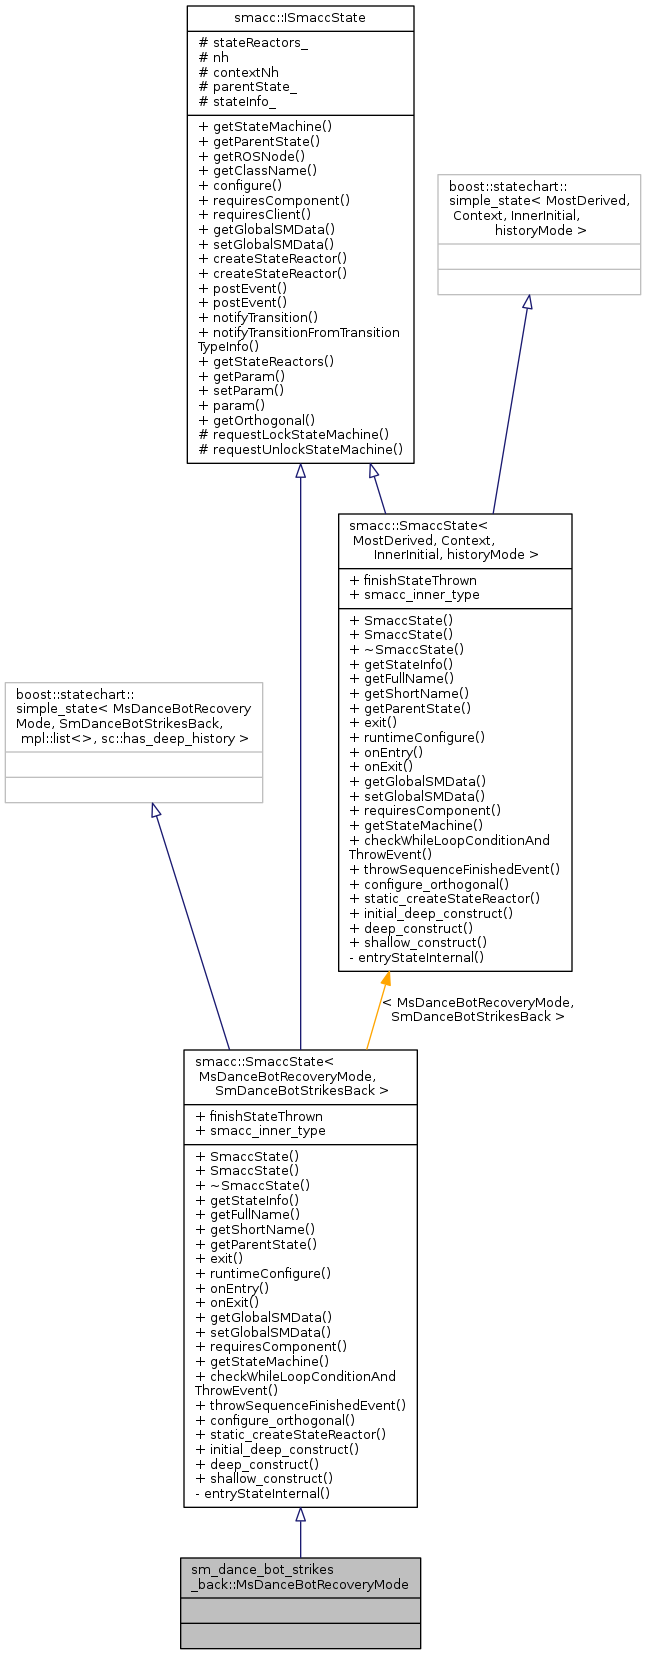 smacc::ISmaccState
# stateReactors_
# nh
# contextNh
# parentState_
# stateInfo_
+ getStateMachine()
+ getParentState()
+ getROSNode()
+ getClassName()
+ configure()
+ requiresComponent()
+ requiresClient()
+ getGlobalSMData()
+ setGlobalSMData()
+ createStateReactor()
+ createStateReactor()
+ postEvent()
+ postEvent()
+ notifyTransition()
+ notifyTransitionFromTransition
TypeInfo()
+ getStateReactors()
+ getParam()
+ setParam()
+ param()
+ getOrthogonal()
# requestLockStateMachine()
# requestUnlockStateMachine()
boost::statechart::
simple_state< MostDerived,
Context, InnerInitial,
historyMode >
smacc::SmaccState<
MostDerived, Context,
InnerInitial, historyMode >
+ finishStateThrown
+ smacc_inner_type
+ SmaccState()
+ SmaccState()
+ ~SmaccState()
+ getStateInfo()
+ getFullName()
+ getShortName()
+ getParentState()
+ exit()
+ runtimeConfigure()
+ onEntry()
+ onExit()
+ getGlobalSMData()
+ setGlobalSMData()
+ requiresComponent()
+ getStateMachine()
+ checkWhileLoopConditionAnd
ThrowEvent()
+ throwSequenceFinishedEvent()
+ configure_orthogonal()
+ static_createStateReactor()
+ initial_deep_construct()
+ deep_construct()
+ shallow_construct()
- entryStateInternal()
boost::statechart::
simple_state< MsDanceBotRecovery
Mode, SmDanceBotStrikesBack,
mpl::list<>, sc::has_deep_history >
< MsDanceBotRecoveryMode,
SmDanceBotStrikesBack >
smacc::SmaccState<
MsDanceBotRecoveryMode,
SmDanceBotStrikesBack >
+ finishStateThrown
+ smacc_inner_type
+ SmaccState()
+ SmaccState()
+ ~SmaccState()
+ getStateInfo()
+ getFullName()
+ getShortName()
+ getParentState()
+ exit()
+ runtimeConfigure()
+ onEntry()
+ onExit()
+ getGlobalSMData()
+ setGlobalSMData()
+ requiresComponent()
+ getStateMachine()
+ checkWhileLoopConditionAnd
ThrowEvent()
+ throwSequenceFinishedEvent()
+ configure_orthogonal()
+ static_createStateReactor()
+ initial_deep_construct()
+ deep_construct()
+ shallow_construct()
- entryStateInternal()
sm_dance_bot_strikes
_back::MsDanceBotRecoveryMode